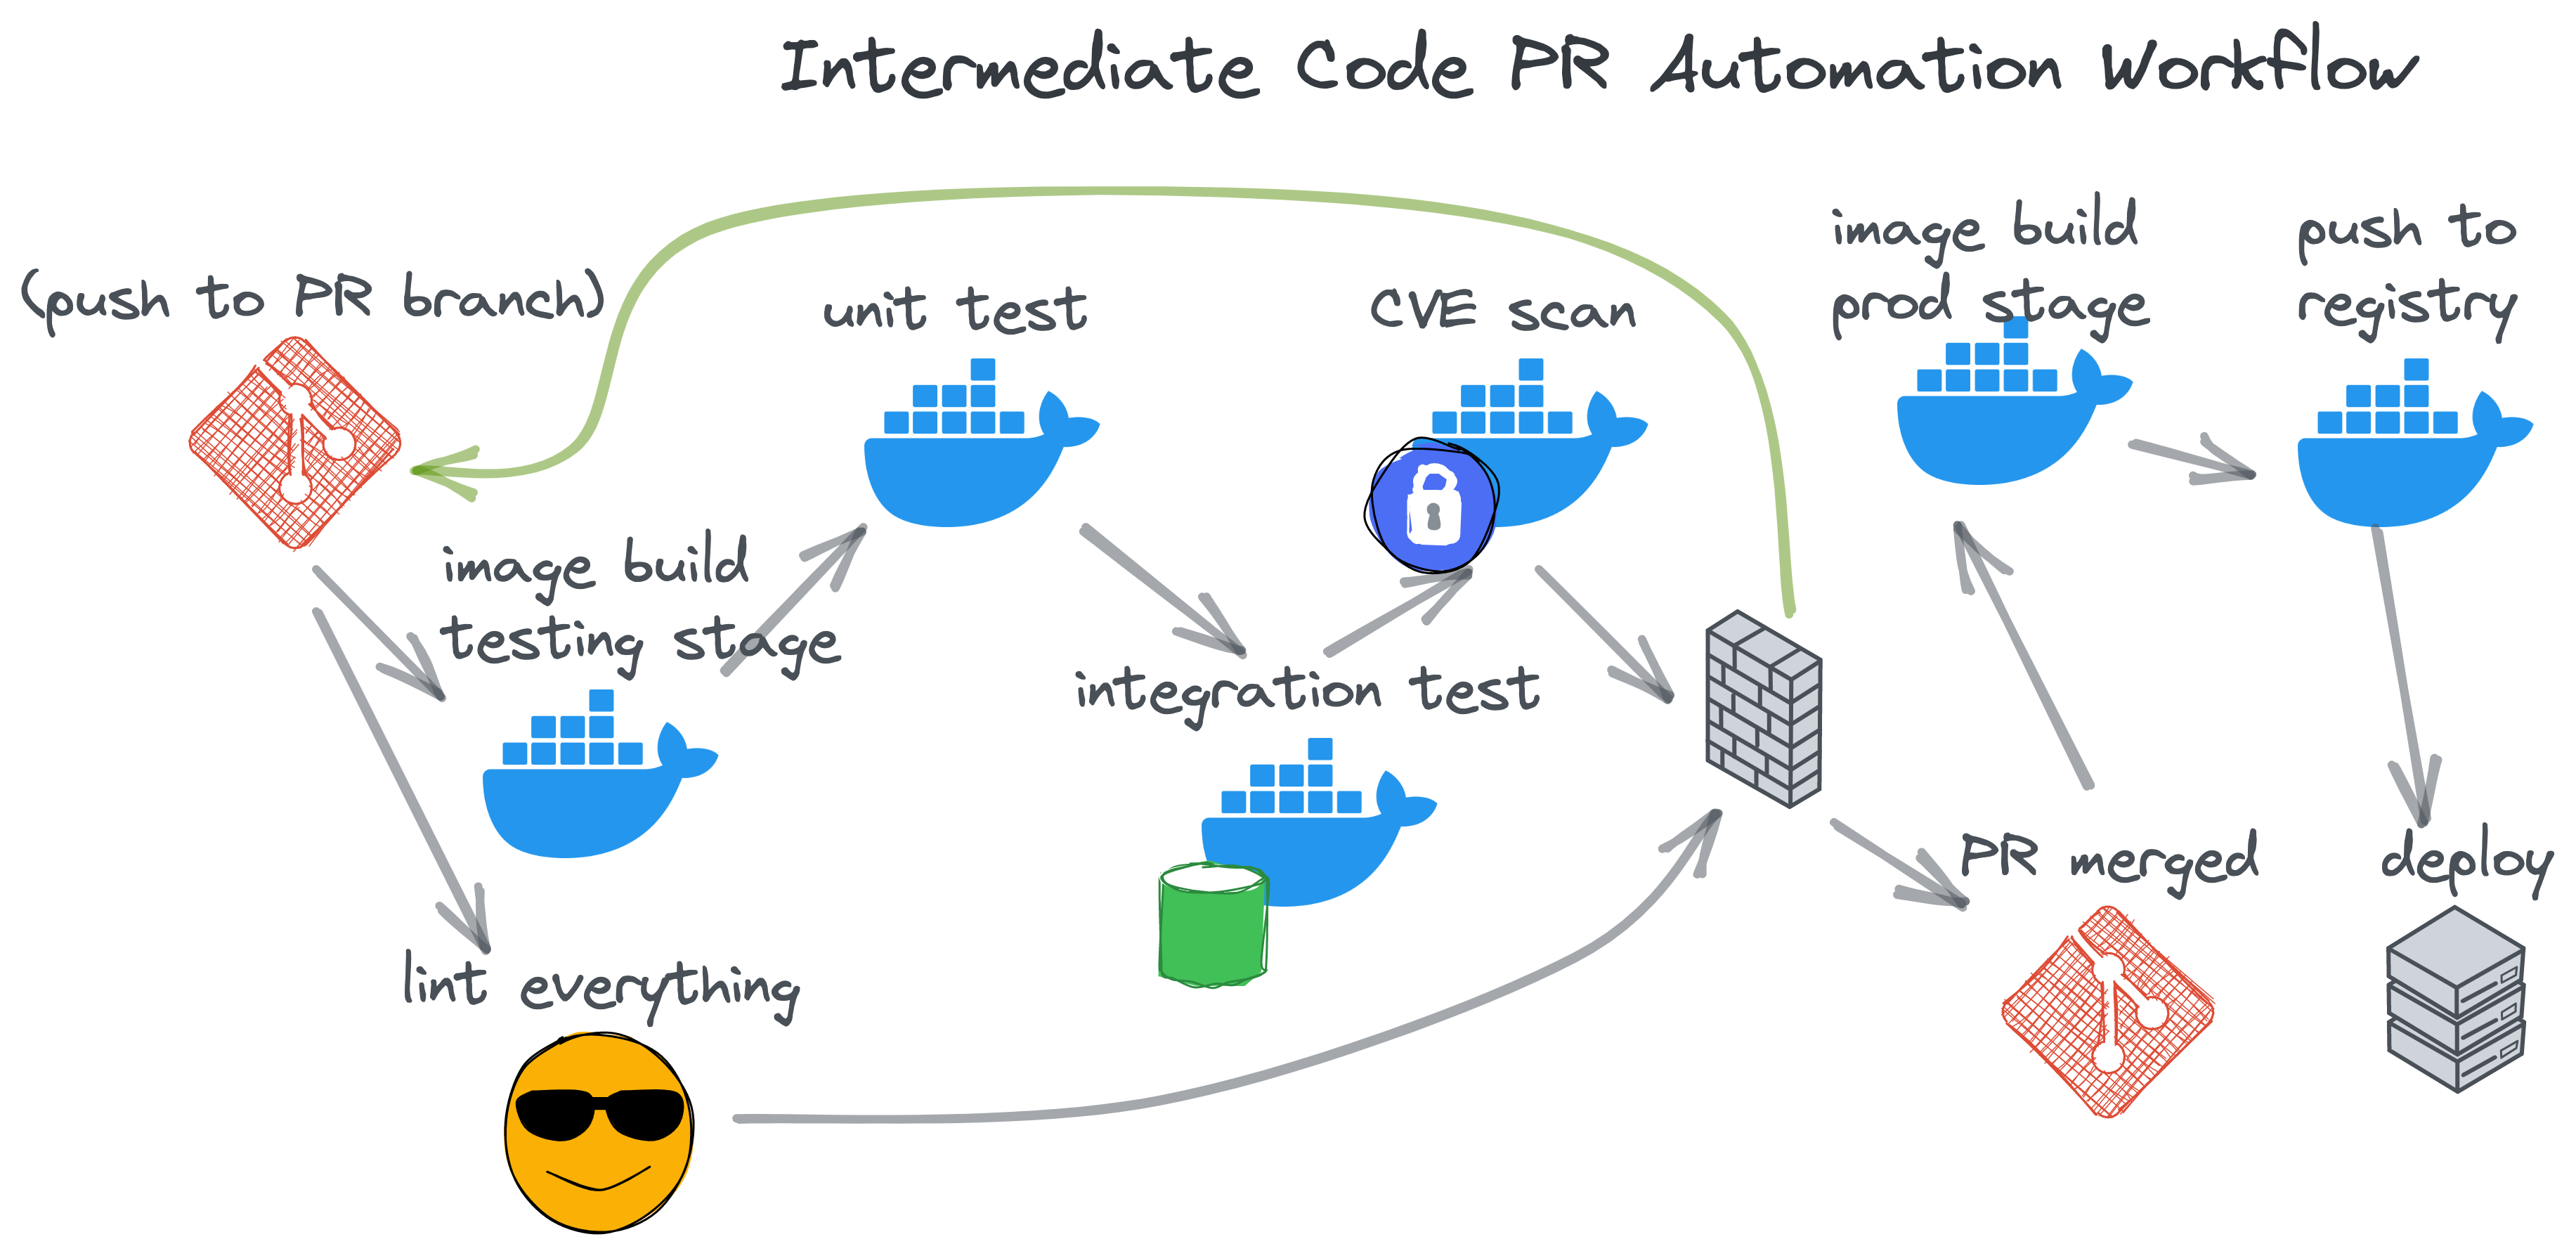 Intermediate Code PR Automation Workflow
(push to PR branch)
image build
testing stage
lint everything
unit test
integration test
CVE scan
PR merged
image build
prod stage
push to
registry
deploy